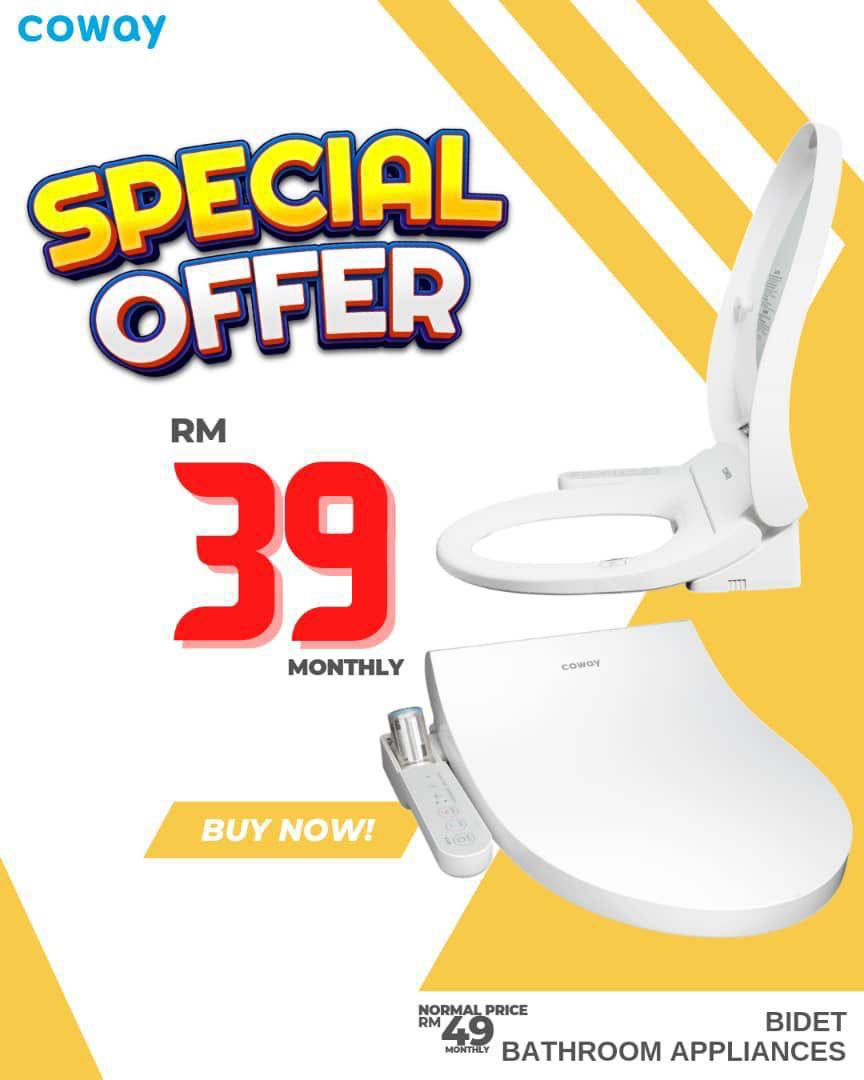 coway
SPECIAL
OFFER
RM
39
MONTHLY
coway
BUY NOW!
NORMAL PRICE
RM 49
MONTHLY
BIDET
BATHROOM APPLIANCES